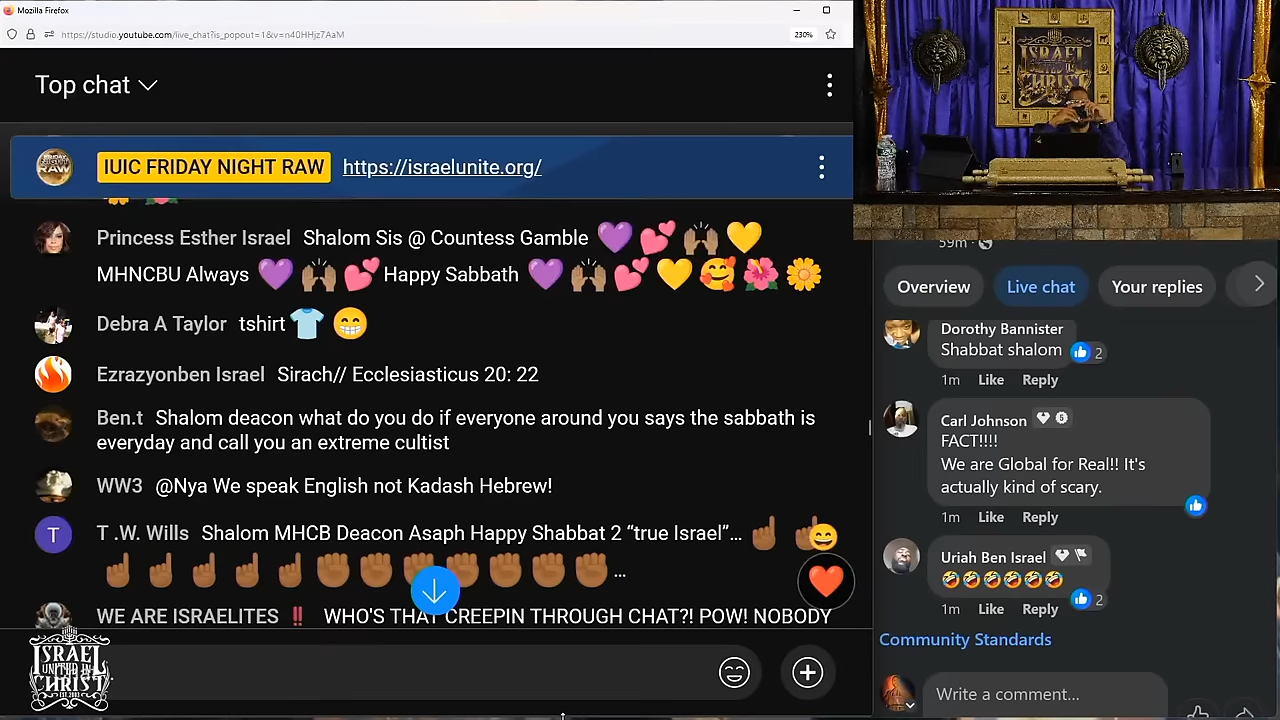 Mozilla Firefox
https://studio.youtube.com/live_chat?is_popout=1&v=n40HHjz7AaM
230%
Top chat
IUIC FRIDAY NIGHT RAW https://israelunite.org/
Princess Esther Israel Shalom Sis @ Countess Gamble 💜 💕 🙌🏽 💛
MHNCBU Always 💜 🙌🏽 💕 Happy Sabbath 💜 🙌🏽 💕 💛 🥰 🌺 🌼
Debra A Taylor tshirt 👕 😁
Ezrazyonben Israel Sirach// Ecclesiasticus 20: 22
Ben.t Shalom deacon what do you do if everyone around you says the sabbath is
everyday and call you an extreme cultist
WW3 @Nya We speak English not Kadash Hebrew!
T .W. Wills Shalom MHCB Deacon Asaph Happy Shabbat 2 “true Israel”...
...
WE ARE ISRAELITES ‼️ WHO'S THAT CREEPIN THROUGH CHAT?! POW! NOBODY
ISRAEL
UNITED IN
CHRIST
EST. 2003
ISRAEL
UNITED IN
CHRIST
59m
Overview
Live chat
Your replies
Dorothy Bannister
Shabbat shalom
2
1m Like Reply
Carl Johnson
FACT!!!!
We are Global for Real!! It's
actually kind of scary.
1m Like Reply
Uriah Ben Israel
🤣🤣🤣🤣🤣🤣
2
1m Like Reply
Community Standards
Write a comment...